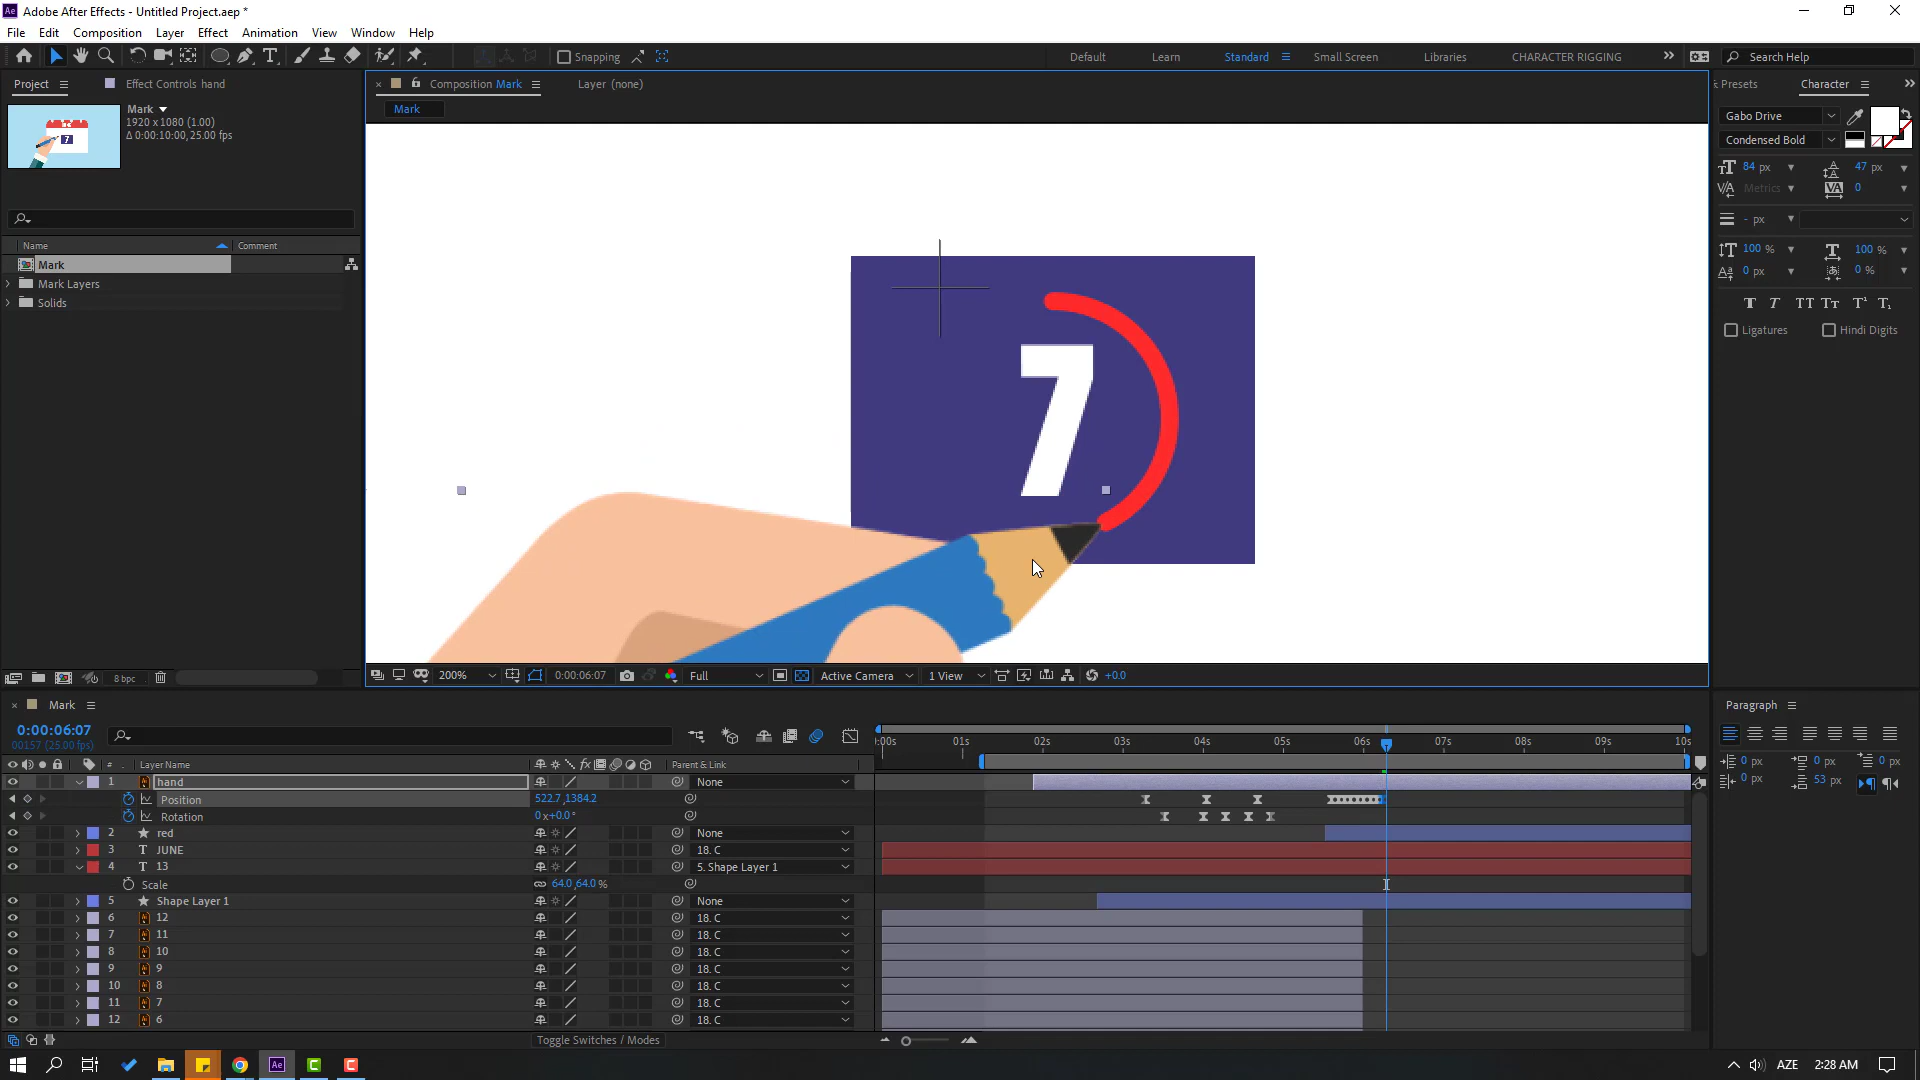 Adobe After Effects - Untitled Project.aep *
File Edit Composition Layer Effect Animation View Window Help
Snapping
Default Learn Standard Small Screen Libraries CHARACTER RIGGING
Search Help
Project
Effect Controls hand
Composition Mark
Layer (none)
Presets
Character
Mark
1920 x 1080 (1.00)
Δ 0:00:10:00, 25.00 fps
Mark
Gabo Drive
Condensed Bold
84 px
47 px
Metrics
0
- px
100 %
100 %
0 px
0 %
Ligatures
Hindi Digits
Name
Comment
Mark
Mark Layers
Solids
7
8 bpc
200%
0:00:06:07
Full
Active Camera
1 View
+0.0
Mark
0:00:06:07
00157 (25.00 fps)
:00s 01s 02s 03s 04s 05s 06s 07s 08s 09s 10s
# Layer Name
Parent & Link
1 hand None
Position 522.7,1384.2
Rotation 0x+0.0°
2 red None
3 T JUNE 18. C
4 T 13 5. Shape Layer 1
Scale 64.0,64.0 %
5 Shape Layer 1 None
6 12 18. C
7 11 18. C
8 10 18. C
9 9 18. C
10 8 18. C
11 7 18. C
12 6 18. C
Toggle Switches / Modes
Paragraph
0 px 0 px 0 px
0 px 53 px
AZE
2:28 AM